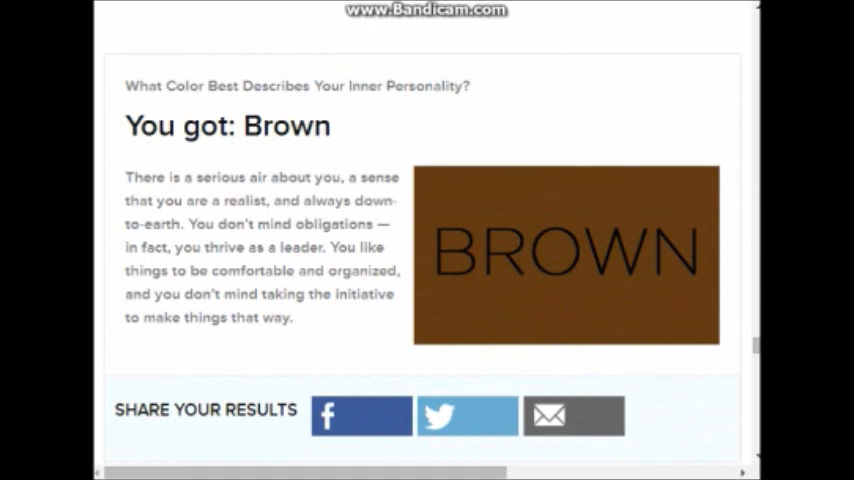 www.Bandicam.com
What Color Best Describes Your Inner Personality?
You got: Brown
There is a serious air about you, a sense
that you are a realist, and always down-
to-earth. You don't mind obligations —
in fact, you thrive as a leader. You like
things to be comfortable and organized,
and you don't mind taking the initiative
to make things that way.
BROWN
SHARE YOUR RESULTS